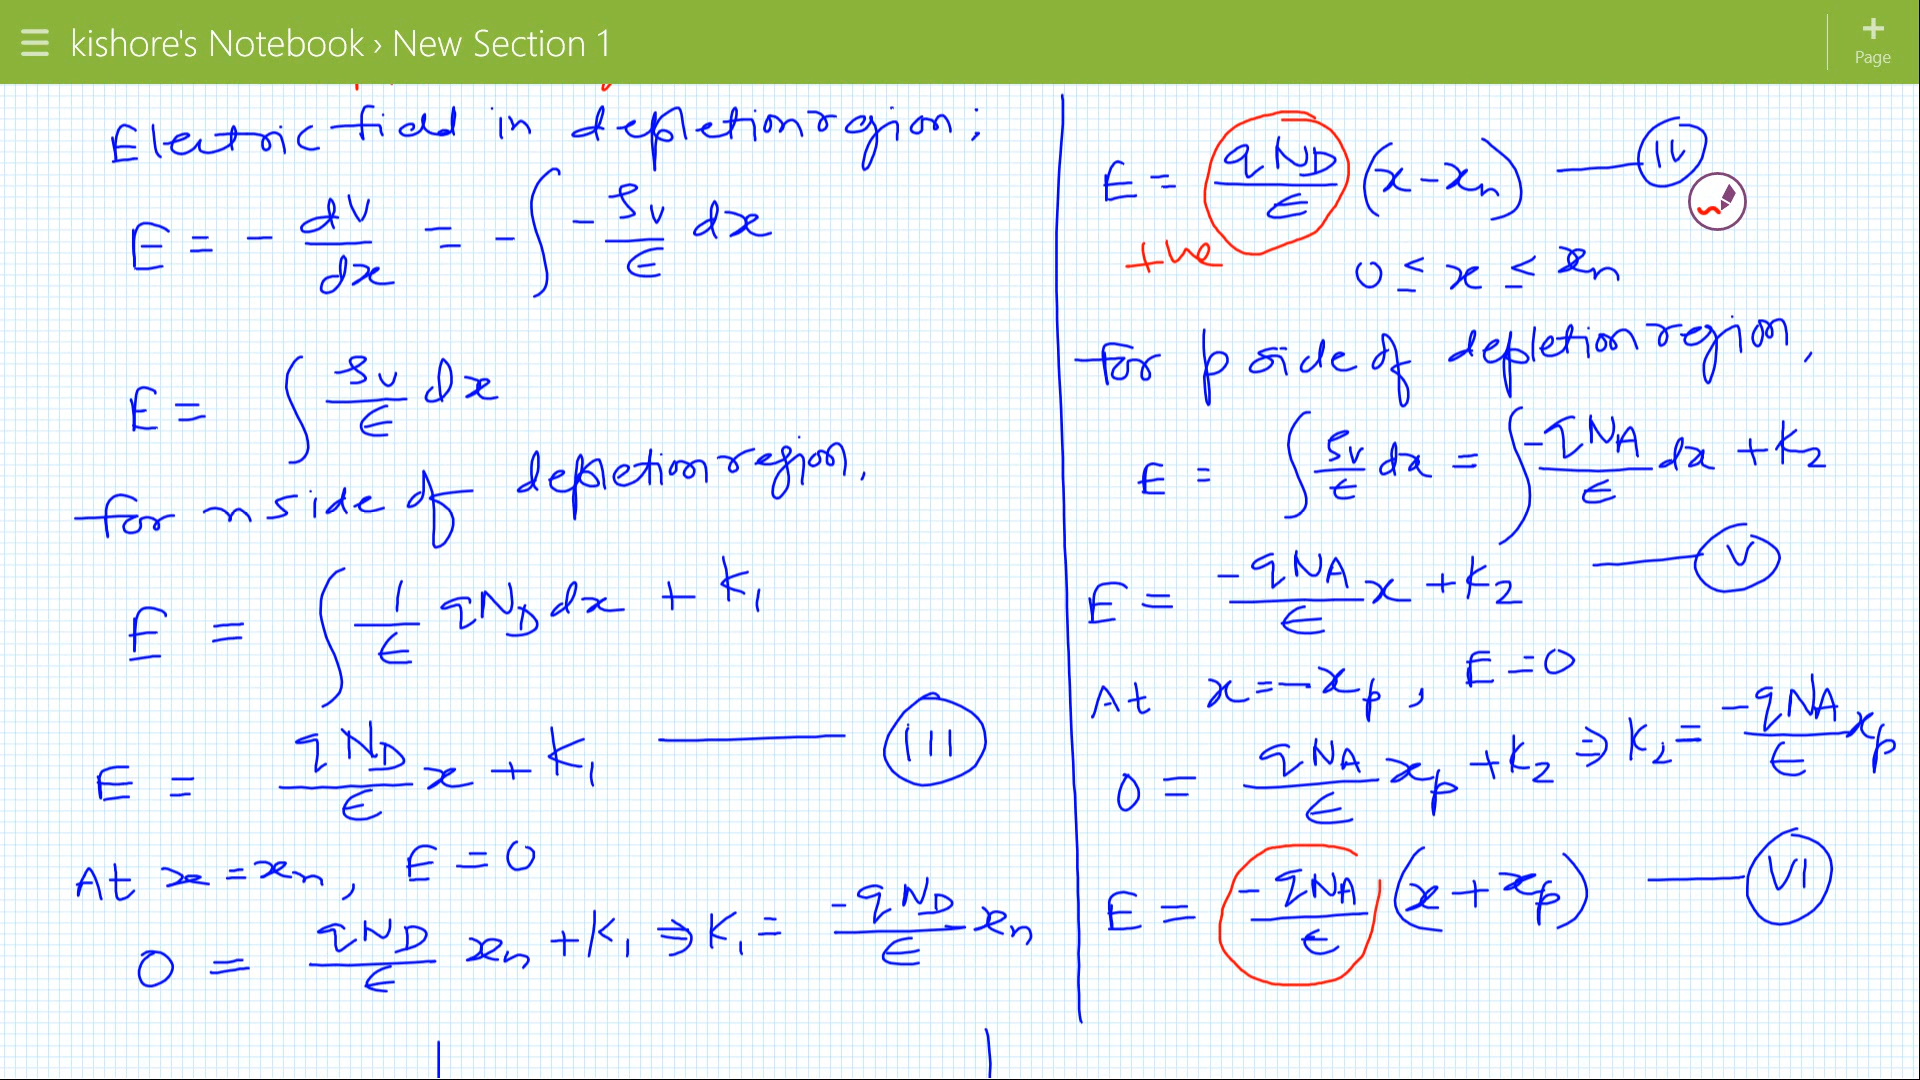 kishore's Notebook › New Section 1
+
Page
Electric field in depletion region;
E = - dV/dx = - ∫ - ρv/ϵ dx
E = ∫ ρv/ϵ dx
for n side of depletion region,
E = ∫ 1/ϵ qND dx + K1
E = qND/ϵ x + K1 —— III
At x = xn, E = 0
0 = qND/ϵ xn + K1 ⇒ K1 = -qND/ϵ xn
E = qND/ϵ (x - xn) —— IV
+ve
0 ≤ x ≤ xn
for p side of depletion region,
E = ∫ ρv/ϵ dx = ∫ -qNA/ϵ dx + K2
E = -qNA/ϵ x + K2 —— V
At x = -xp, E = 0
0 = qNA/ϵ xp + K2 ⇒ K2 = -qNA/ϵ xp
E = -qNA/ϵ (x + xp) —— VI